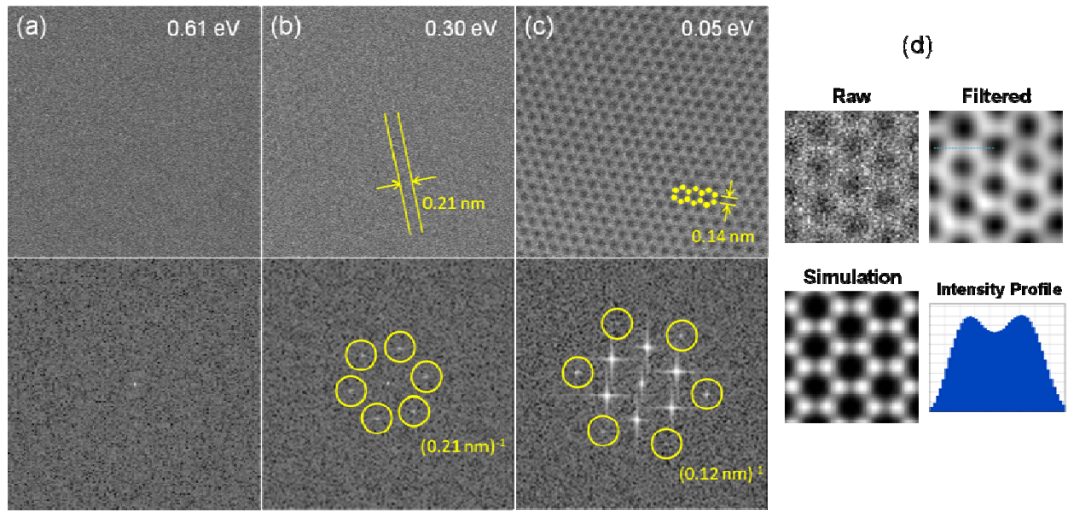 (a)
0.61 eV
(b)
0.30 eV
(c)
0.05 eV
0.21 nm
0.14 nm
(0.21 nm)-1
(0.12 nm)-1
(d)
Raw
Filtered
Simulation
Intensity Profile